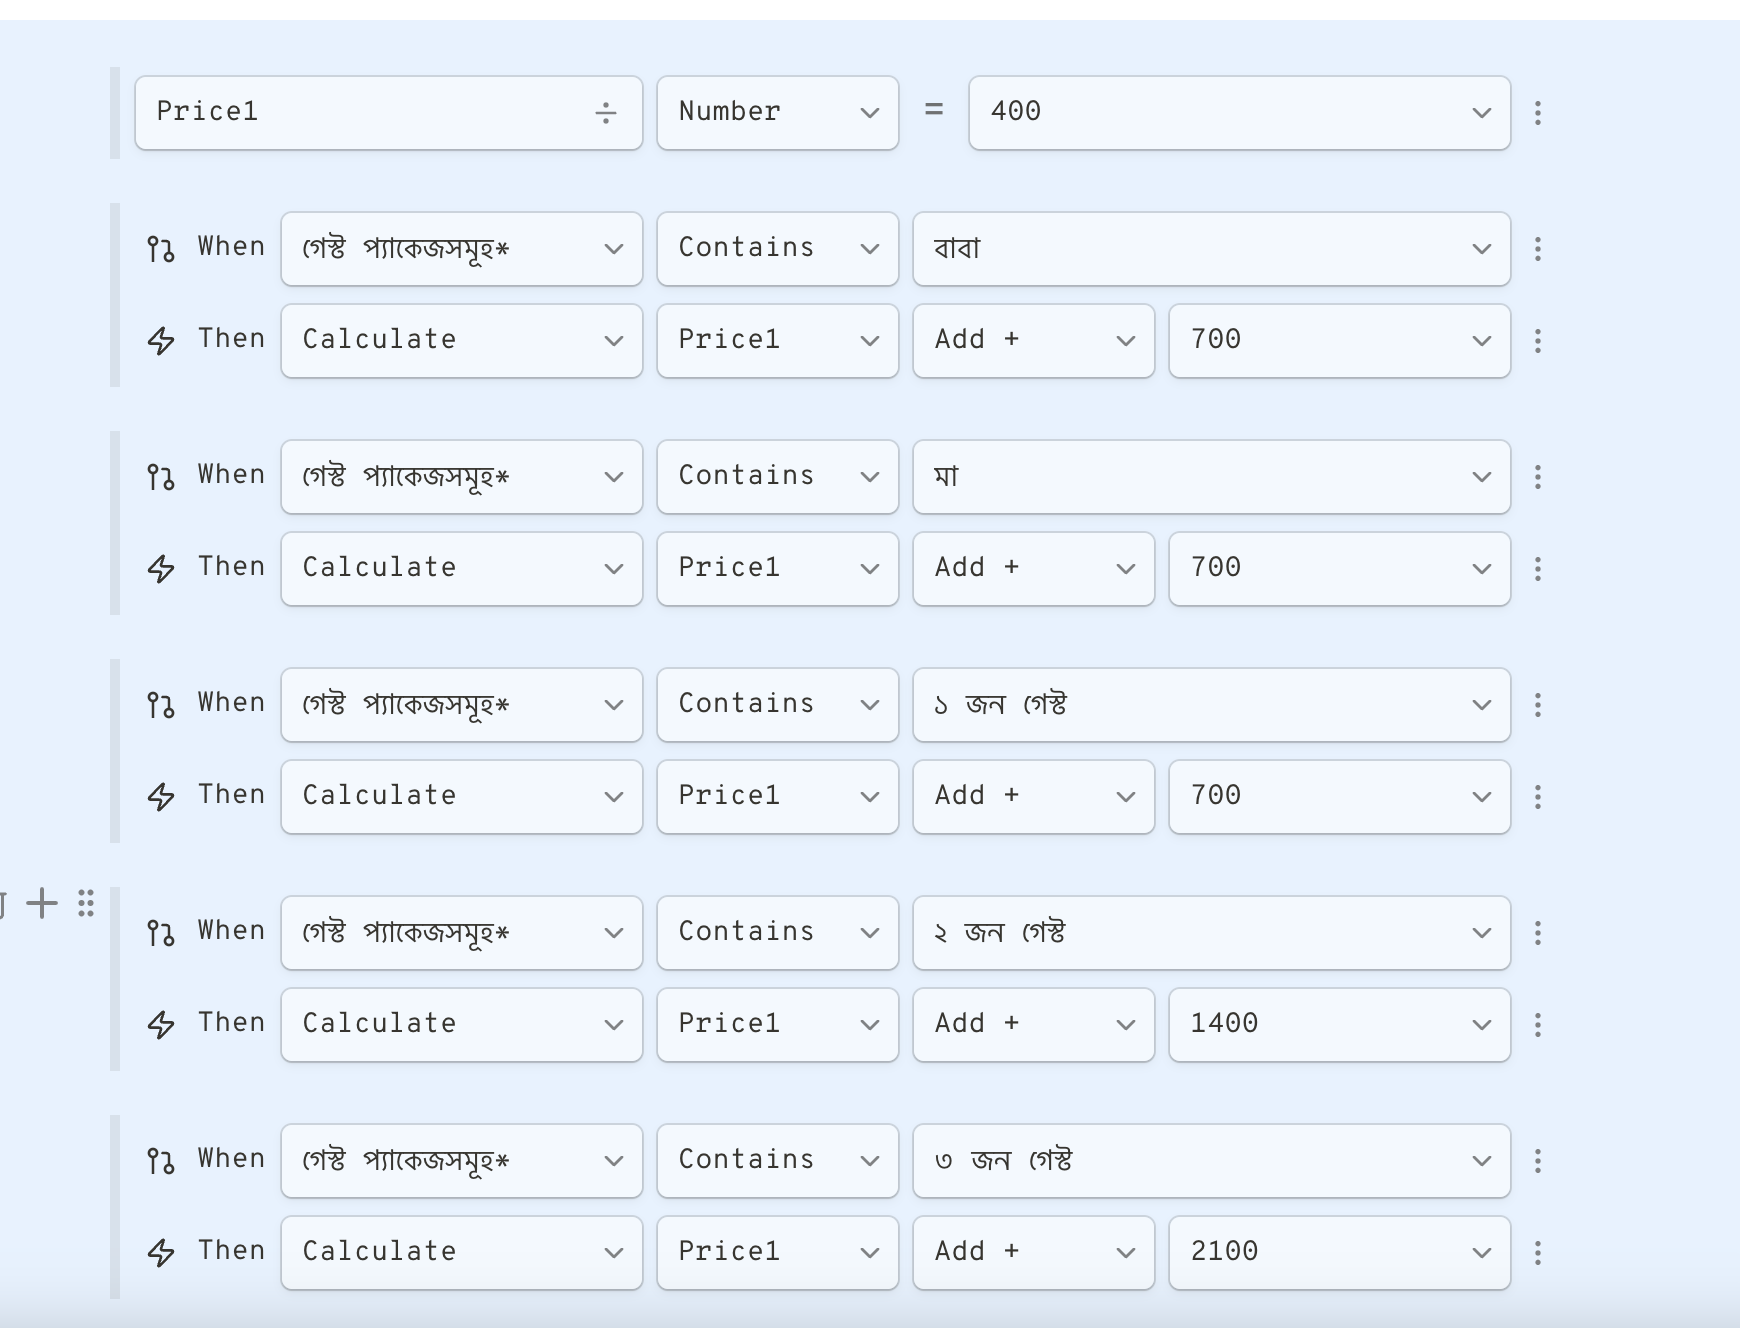 Price1 ÷ Number = 400
When গেস্ট প্যাকেজসমূহ* Contains বাবা
Then Calculate Price1 Add + 700
When গেস্ট প্যাকেজসমূহ* Contains মা
Then Calculate Price1 Add + 700
When গেস্ট প্যাকেজসমূহ* Contains ১ জন গেস্ট
Then Calculate Price1 Add + 700
When গেস্ট প্যাকেজসমূহ* Contains ২ জন গেস্ট
Then Calculate Price1 Add + 1400
When গেস্ট প্যাকেজসমূহ* Contains ৩ জন গেস্ট
Then Calculate Price1 Add + 2100